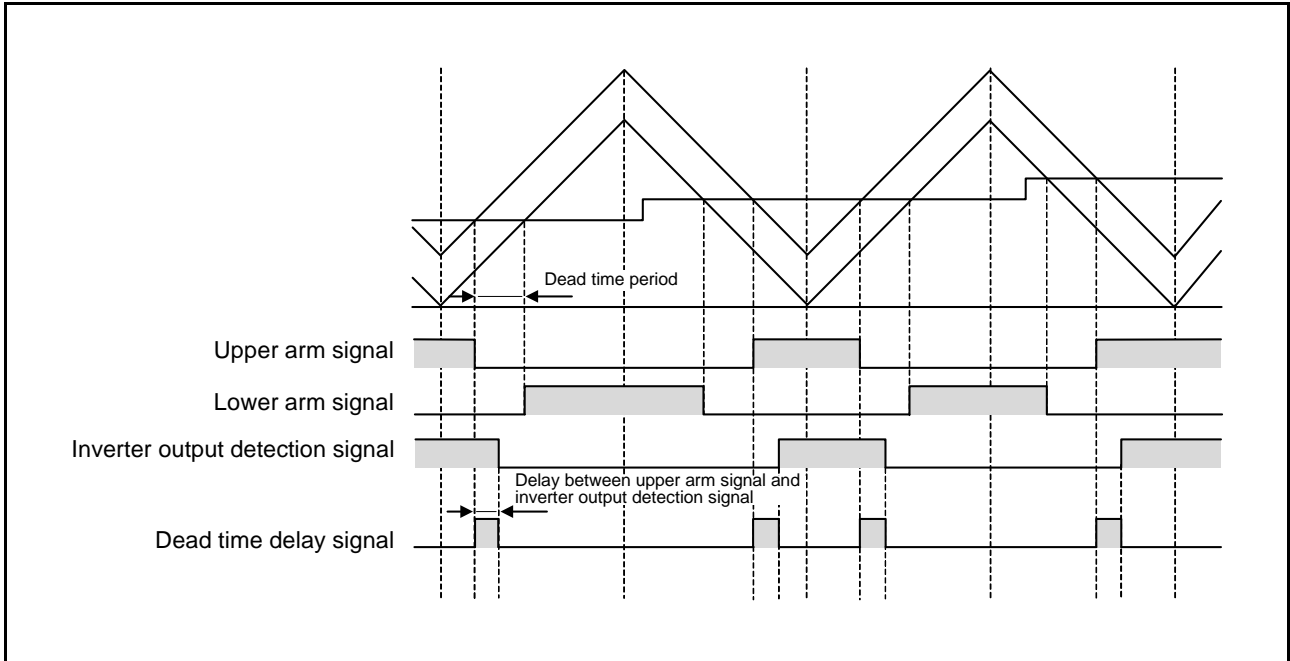 Dead time period
Upper arm signal
Lower arm signal
Inverter output detection signal
Delay between upper arm signal and
inverter output detection signal
Dead time delay signal